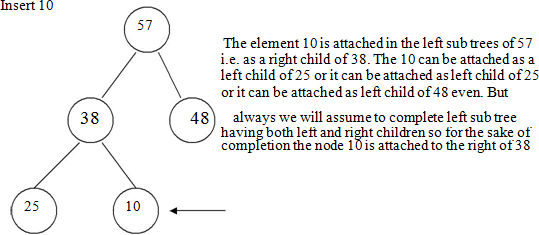 Insert 10
57
The element 10 is attached in the left sub trees of 57
i.e. as a right child of 38. The 10 can be attached as a
left child of 25 or it can be attached as left child of 25
or it can be attached as left child of 48 even. But
38
48
always we will assume to complete left sub tree
having both left and right children so for the sake of
completion the node 10 is attached to the right of 38
25
10